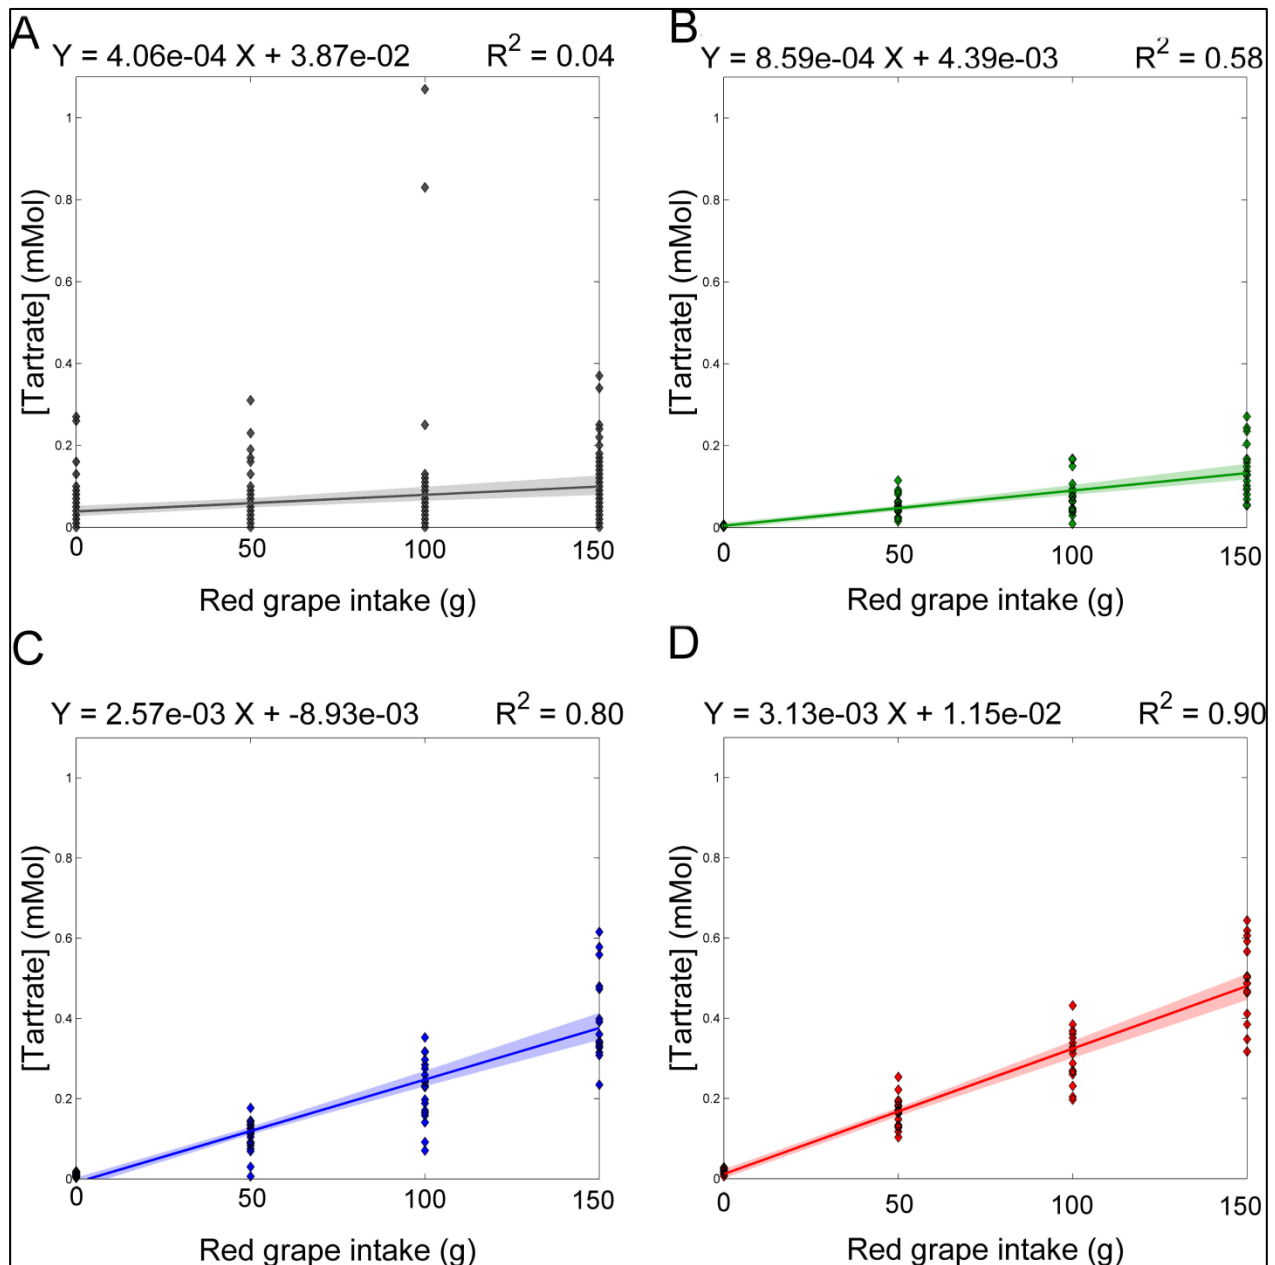 A
Y = 4.06e-04 X + 3.87e-02 R² = 0.04
1
0.8
0.6
0.4
0.2
0
[Tartrate] (mMol)
0 50 100 150
Red grape intake (g)
B
Y = 8.59e-04 X + 4.39e-03 R² = 0.58
1
0.8
0.6
0.4
0.2
0
[Tartrate] (mMol)
0 50 100 150
Red grape intake (g)
C
Y = 2.57e-03 X + -8.93e-03 R² = 0.80
1
0.8
0.6
0.4
0.2
0
[Tartrate] (mMol)
0 50 100 150
Red grape intake (g)
D
Y = 3.13e-03 X + 1.15e-02 R² = 0.90
1
0.8
0.6
0.4
0.2
0
[Tartrate] (mMol)
0 50 100 150
Red grape intake (g)